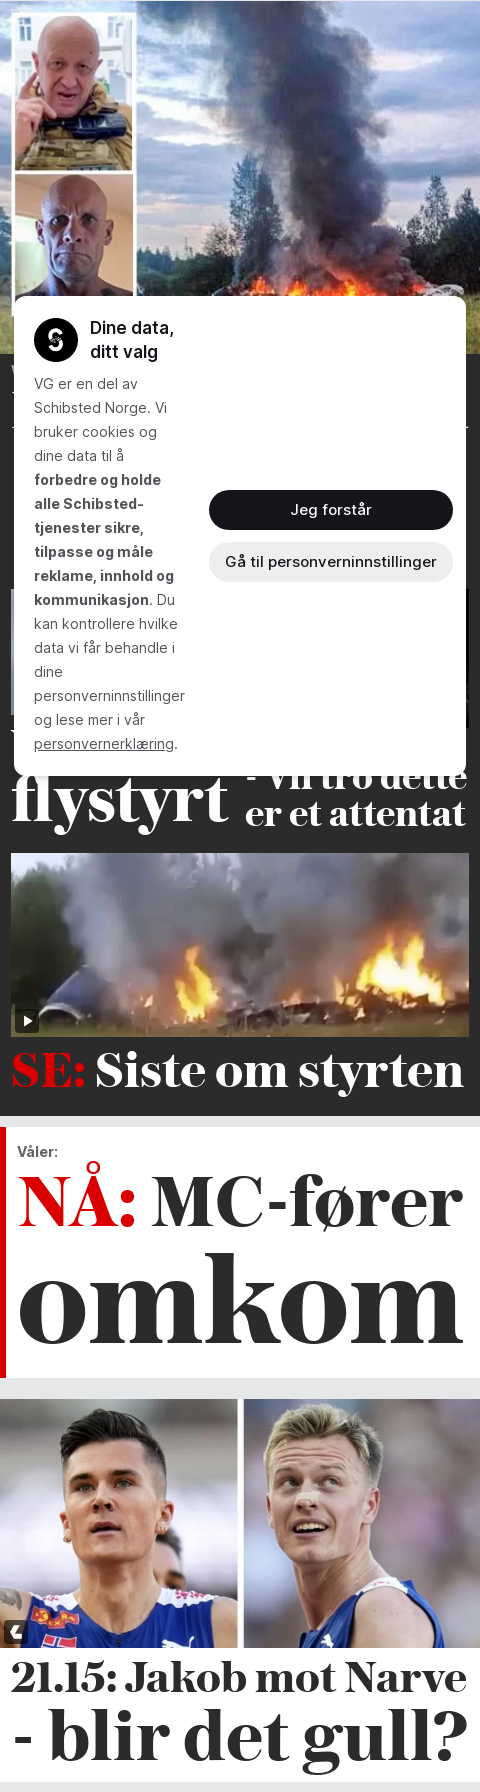 Dine data,
ditt valg
VG er en del av
Schibsted Norge. Vi
bruker cookies og
dine data til å
forbedre og holde
alle Schibsted-
tjenester sikre,
tilpasse og måle
reklame, innhold og
kommunikasjon. Du
kan kontrollere hvilke
data vi får behandle i
dine
personverninnstillinger
og lese mer i vår
personvernerklæring.
Jeg forstår
Gå til personverninnstillinger
flystyrt
- Vil tro dette
er et attentat
SE: Siste om styrten
Våler:
NÅ: MC-fører
omkom
21.15: Jakob mot Narve
- blir det gull?